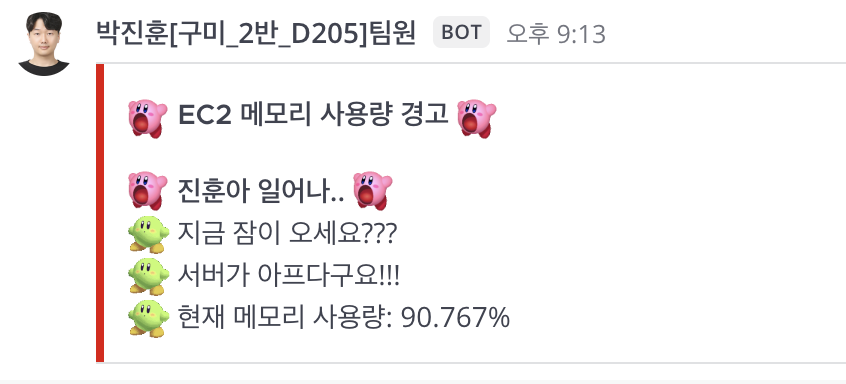 박진훈[구미_2반_D205]팀원 BOT 오후 9:13
EC2 메모리 사용량 경고
진훈아 일어나..
지금 잠이 오세요???
서버가 아프다구요!!!
현재 메모리 사용량: 90.767%